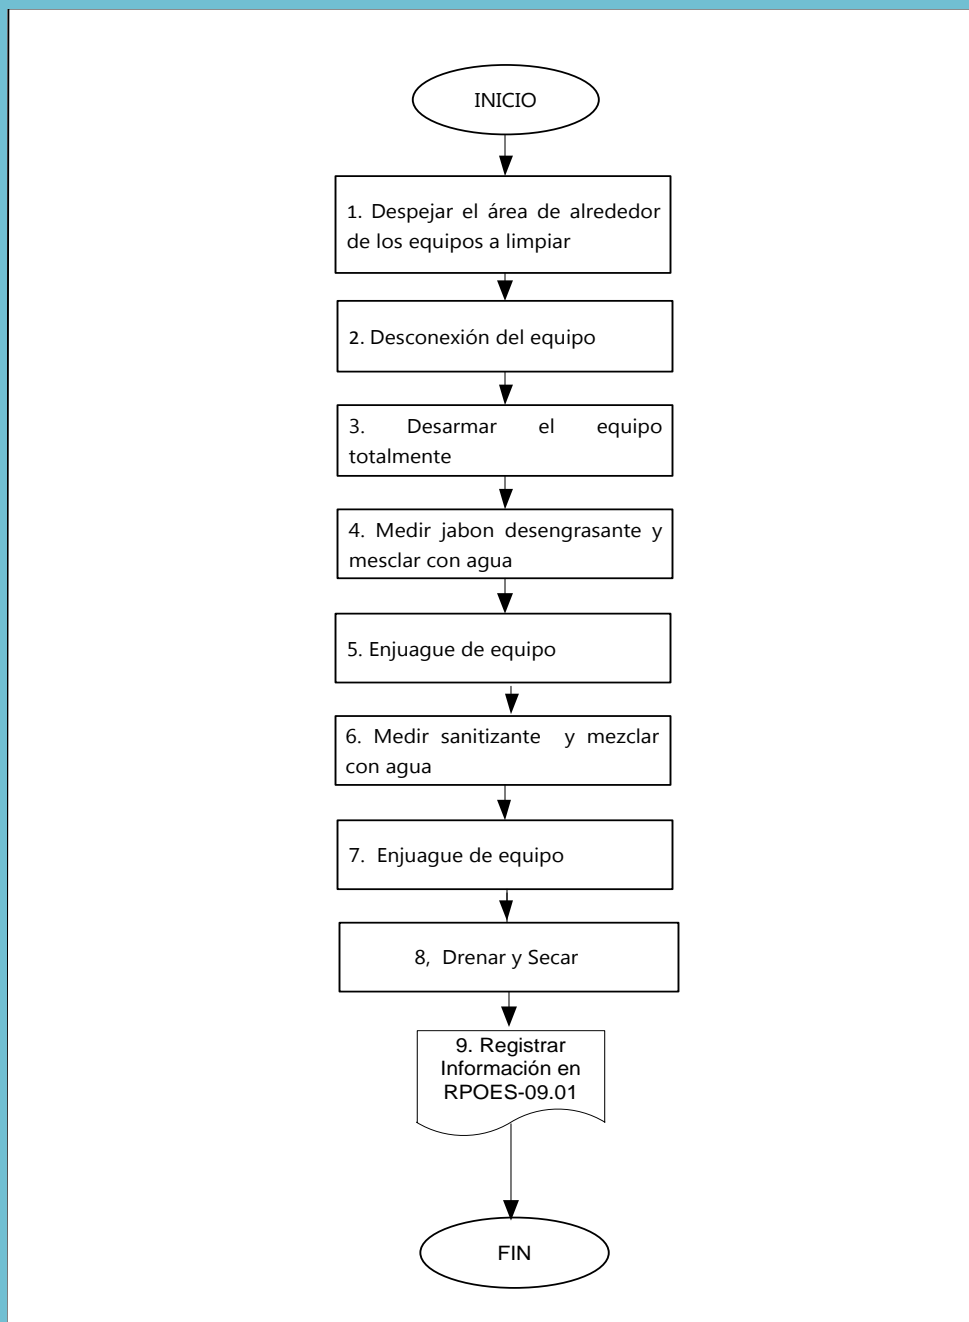 INICIO
1. Despejar el área de alrededor
de los equipos a limpiar
2. Desconexión del equipo
3. Desarmar el equipo
totalmente
4. Medir jabon desengrasante y
mesclar con agua
5. Enjuague de equipo
6. Medir sanitizante y mezclar
con agua
7. Enjuague de equipo
8, Drenar y Secar
9. Registrar
Información en
RPOES-09.01
FIN